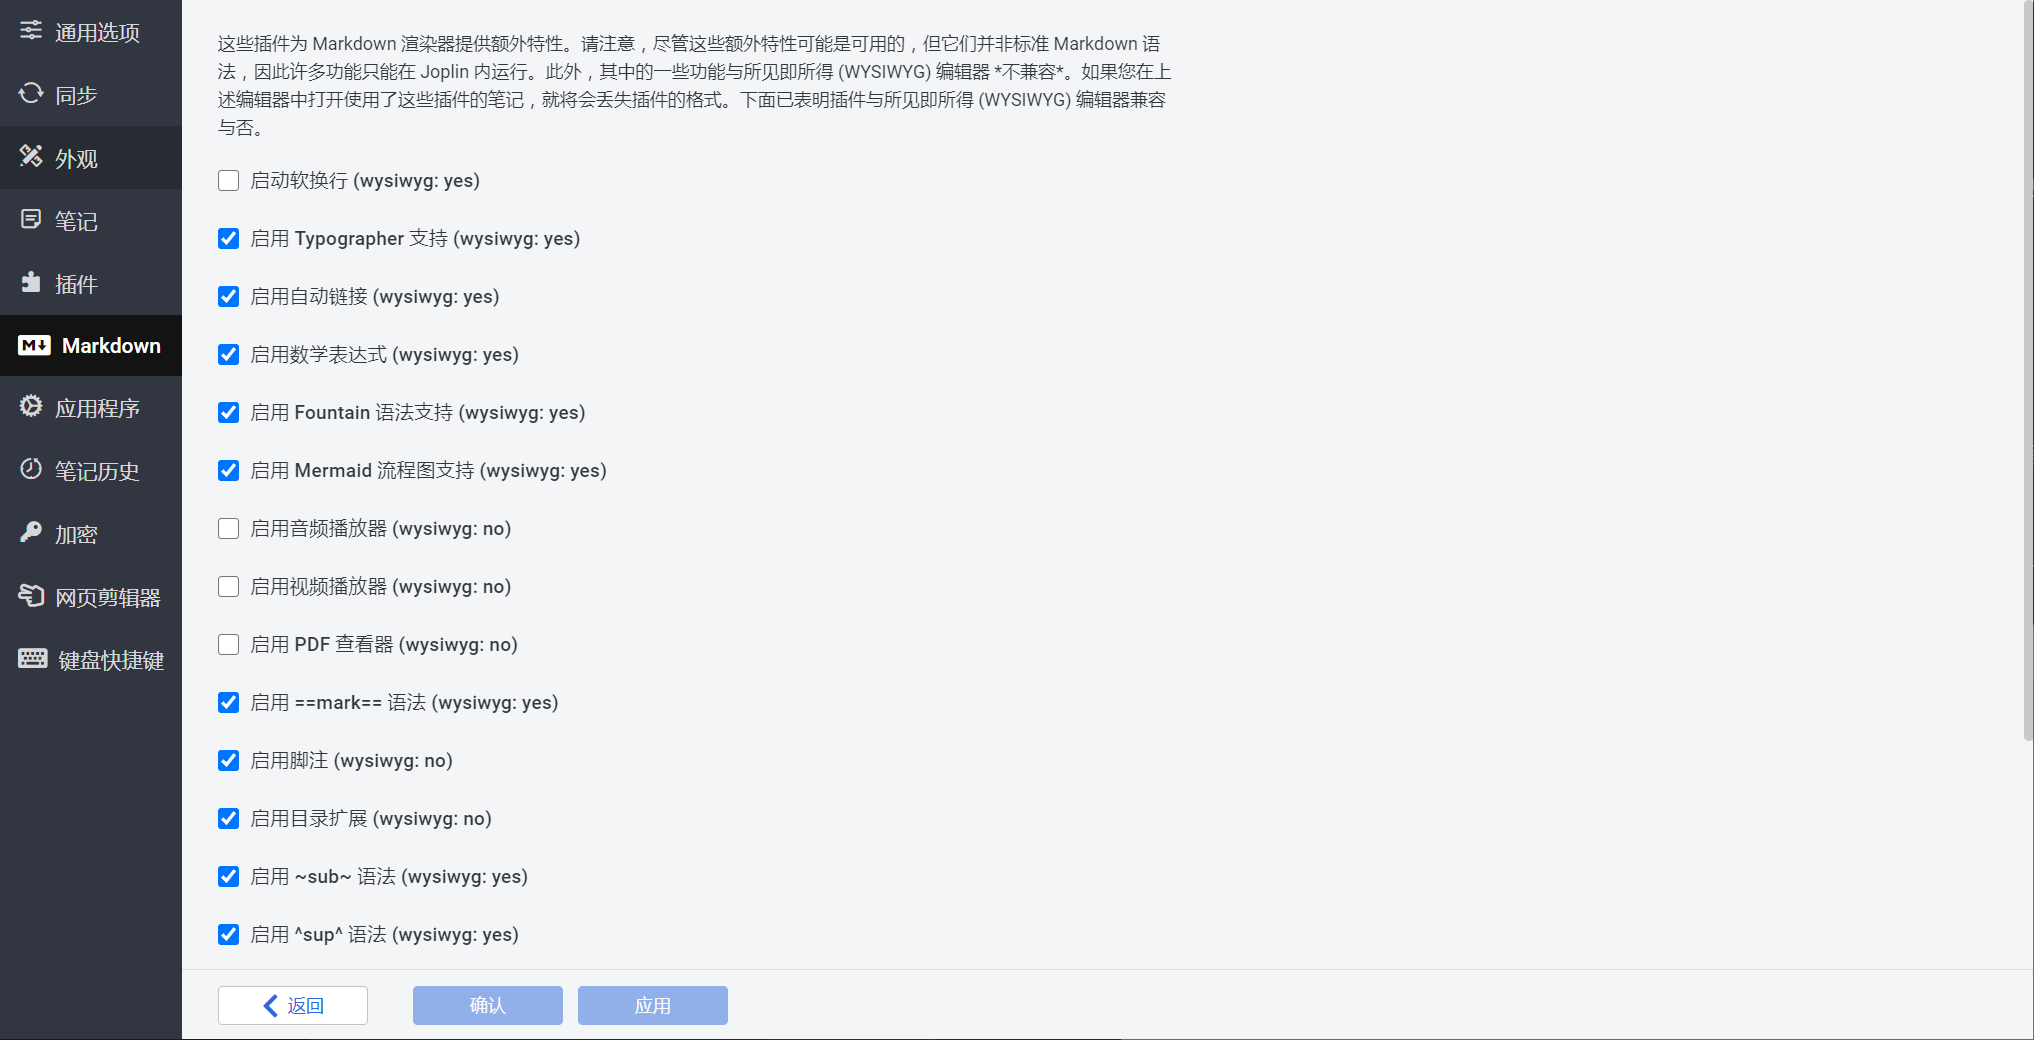 通用选项
同步
外观
笔记
插件
Markdown
应用程序
笔记历史
加密
网页剪辑器
键盘快捷键
这些插件为 Markdown 渲染器提供额外特性。请注意，尽管这些额外特性可能是可用的，但它们并非标准 Markdown 语
法，因此许多功能只能在 Joplin 内运行。此外，其中的一些功能与所见即所得 (WYSIWYG) 编辑器 *不兼容*。如果您在上
述编辑器中打开使用了这些插件的笔记，就将会丢失插件的格式。下面已表明插件与所见即所得 (WYSIWYG) 编辑器兼容
与否。
启动软换行 (wysiwyg: yes)
启用 Typographer 支持 (wysiwyg: yes)
启用自动链接 (wysiwyg: yes)
启用数学表达式 (wysiwyg: yes)
启用 Fountain 语法支持 (wysiwyg: yes)
启用 Mermaid 流程图支持 (wysiwyg: yes)
启用音频播放器 (wysiwyg: no)
启用视频播放器 (wysiwyg: no)
启用 PDF 查看器 (wysiwyg: no)
启用 ==mark== 语法 (wysiwyg: yes)
启用脚注 (wysiwyg: no)
启用目录扩展 (wysiwyg: no)
启用 ~sub~ 语法 (wysiwyg: yes)
启用 ^sup^ 语法 (wysiwyg: yes)
返回
确认
应用